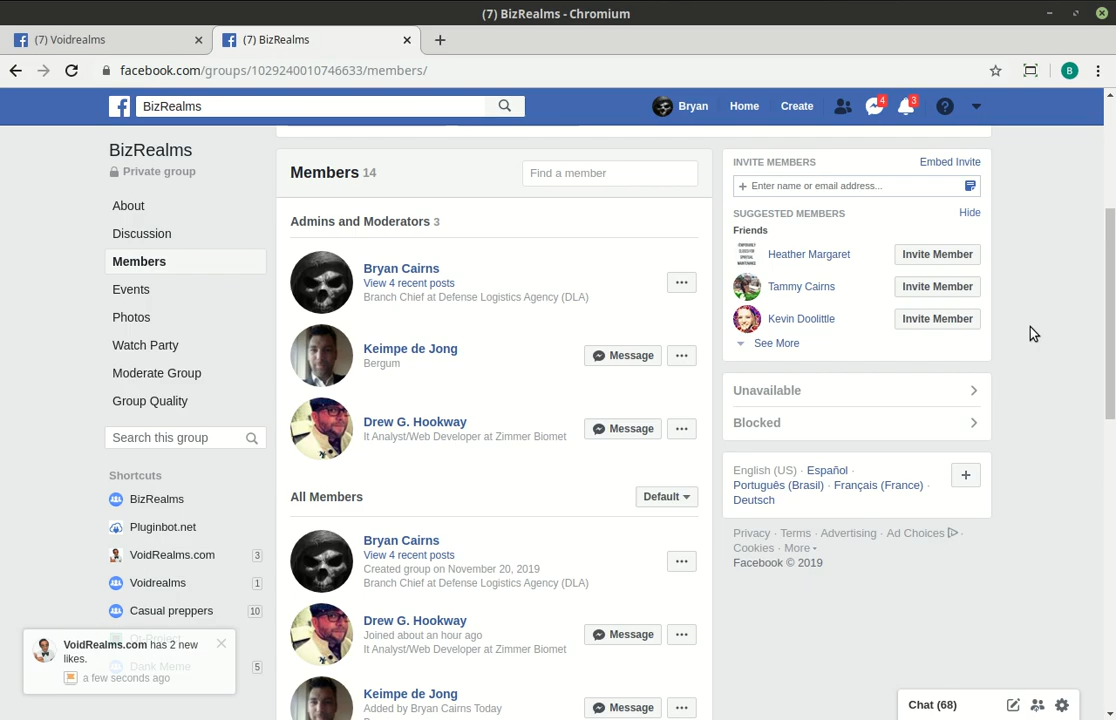 (7) BizRealms - Chromium
(7) Voidrealms
(7) BizRealms
facebook.com/groups/1029240010746633/members/
B
BizRealms
Bryan
Home
Create
4
3
BizRealms
Private group
About
Discussion
Members
Events
Photos
Watch Party
Moderate Group
Group Quality
Search this group
Shortcuts
BizRealms
Pluginbot.net
VoidRealms.com 3
Voidrealms 1
Casual preppers 10
Dank Meme 5
VoidRealms.com has 2 new
likes.
a few seconds ago
Members 14
Find a member
Admins and Moderators 3
Bryan Cairns
View 4 recent posts
Branch Chief at Defense Logistics Agency (DLA)
Keimpe de Jong
Bergum
Message
Drew G. Hookway
It Analyst/Web Developer at Zimmer Biomet
Message
All Members
Default
Bryan Cairns
View 4 recent posts
Created group on November 20, 2019
Branch Chief at Defense Logistics Agency (DLA)
Drew G. Hookway
Joined about an hour ago
It Analyst/Web Developer at Zimmer Biomet
Message
Keimpe de Jong
Added by Bryan Cairns Today
Message
INVITE MEMBERS
Embed Invite
+ Enter name or email address...
SUGGESTED MEMBERS
Hide
Friends
Heather Margaret
Invite Member
Tammy Cairns
Invite Member
Kevin Doolittle
Invite Member
See More
Unavailable
Blocked
English (US) · Español ·
Português (Brasil) · Français (France) ·
Deutsch
Privacy · Terms · Advertising · Ad Choices ·
Cookies · More
Facebook © 2019
Chat (68)